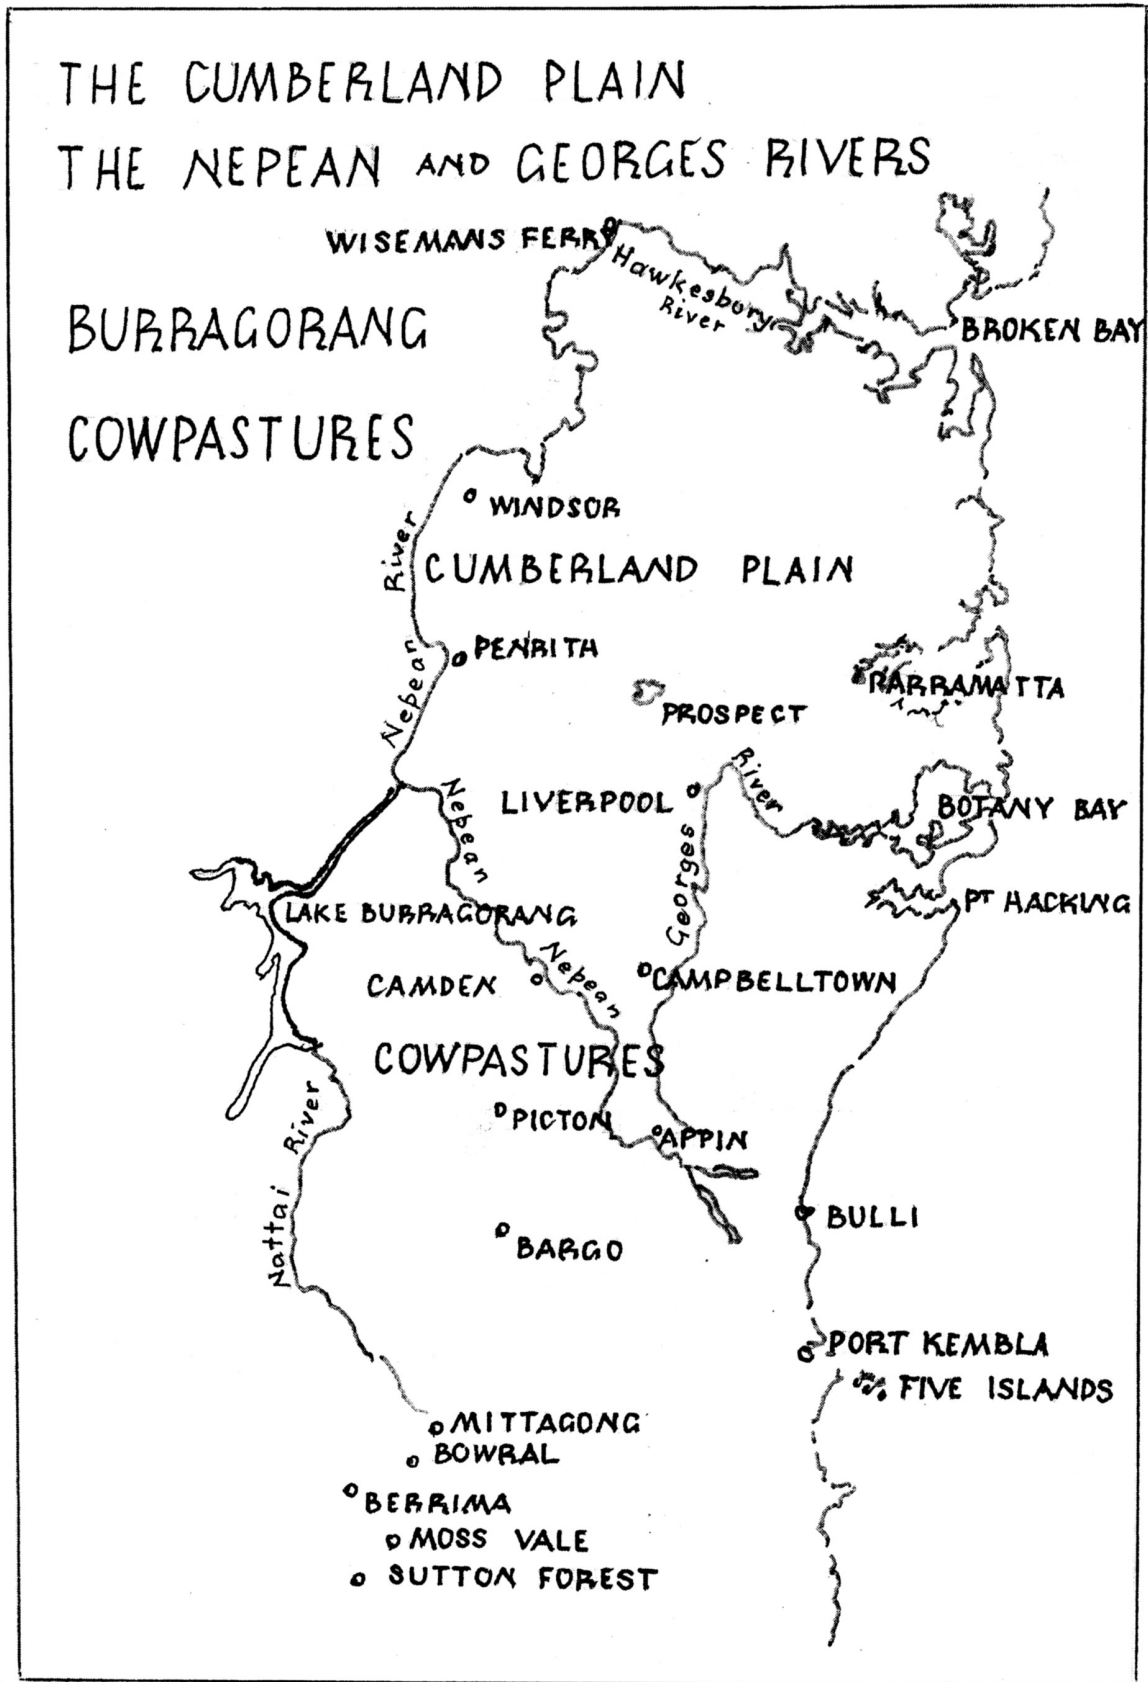 THE CUMBERLAND PLAIN
THE NEPEAN AND GEORGES RIVERS
WISEMANS FERRY
Hawkesbury
River
BURRAGORANG
BROKEN BAY
COWPASTURES
WINDSOR
River
CUMBERLAND PLAIN
PENRITH
Nepean
PARRAMATTA
PROSPECT
River
LIVERPOOL
Nepean
BOTANY BAY
Georges
LAKE BURRAGORANG
PT HACKING
Nepean
CAMDEN
CAMPBELLTOWN
COWPASTURES
PICTON
APPIN
Nattai River
BULLI
BARGO
PORT KEMBLA
FIVE ISLANDS
MITTAGONG
BOWRAL
BERRIMA
MOSS VALE
SUTTON FOREST